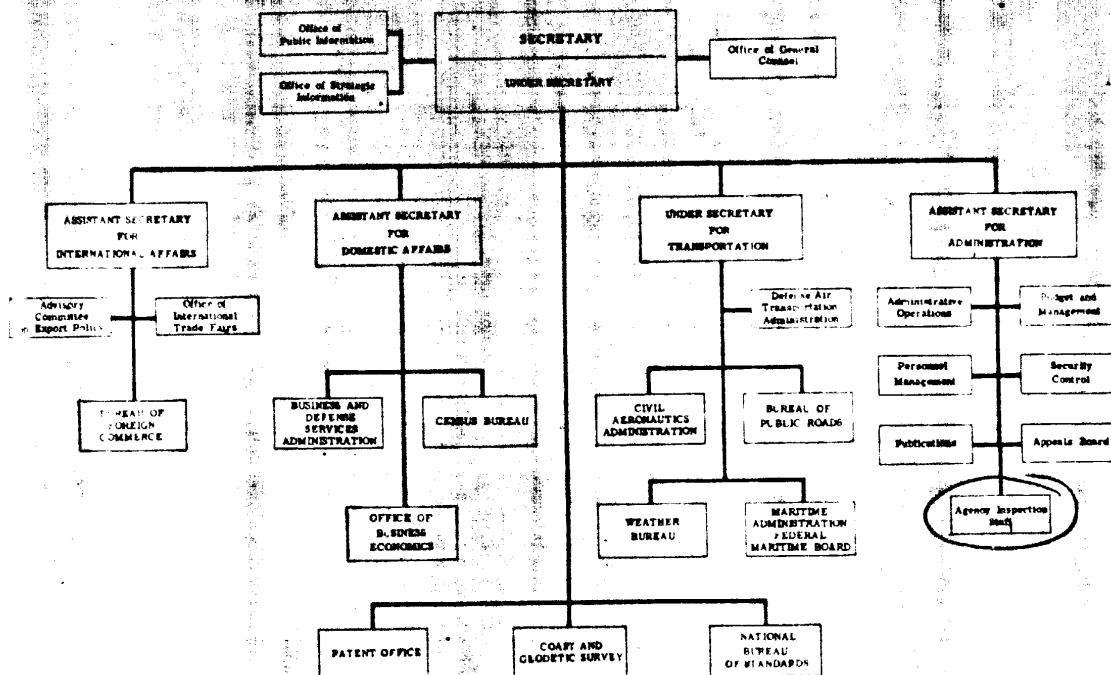 Office of
Public Information
SECRETARY
UNDER SECRETARY
Office of General
Counsel
Office of Strategic
Information
ASSISTANT SECRETARY
FOR
INTERNATIONAL AFFAIRS
ASSISTANT SECRETARY
FOR
DOMESTIC AFFAIRS
UNDER SECRETARY
FOR
TRANSPORTATION
ASSISTANT SECRETARY
FOR
ADMINISTRATION
Advisory
Committee
on Export Policy
Office of
International
Trade Fairs
Defense Air
Transportation
Administration
Administrative
Operations
Budget and
Management
Personnel
Management
Security
Control
BUREAU OF
FOREIGN
COMMERCE
BUSINESS AND
DEFENSE
SERVICES
ADMINISTRATION
CENSUS BUREAU
CIVIL
AERONAUTICS
ADMINISTRATION
BUREAU OF
PUBLIC ROADS
Publications
Appeals Board
OFFICE OF
BUSINESS
ECONOMICS
WEATHER
BUREAU
MARITIME
ADMINISTRATION
FEDERAL
MARITIME BOARD
Agency Inspection
Staff
PATENT OFFICE
COAST AND
GEODETIC SURVEY
NATIONAL
BUREAU
OF STANDARDS